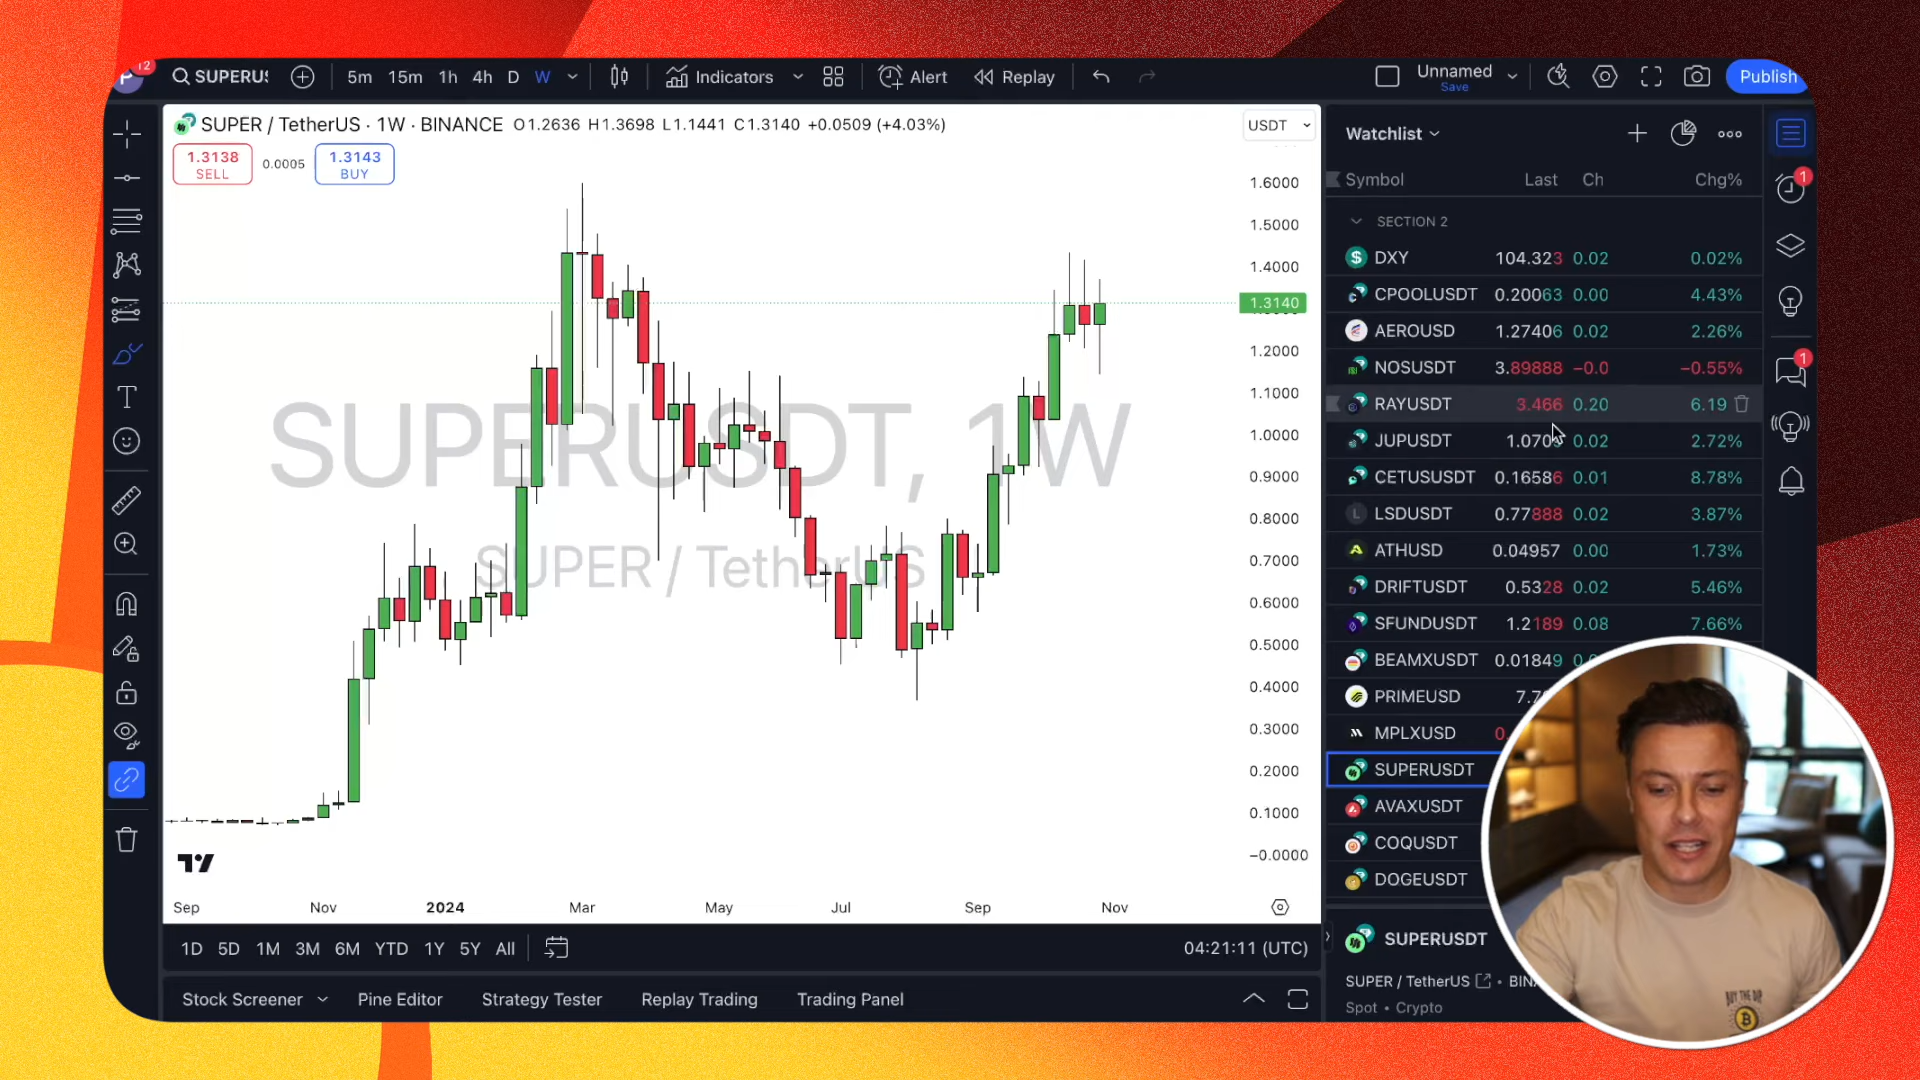 P 12 SUPERUS 5m 15m 1h 4h D W Indicators Alert Replay Unnamed Save Publish
SUPER / TetherUS · 1W · BINANCE O1.2636 H1.3698 L1.1441 C1.3140 +0.0509 (+4.03%) USDT
1.3138 SELL 0.0005 1.3143 BUY
SUPERUSDT, 1W
SUPER / TetherUS
1.6000
1.5000
1.4000
1.3140
1.2000
1.1000
1.0000
0.9000
0.8000
0.7000
0.6000
0.5000
0.4000
0.3000
0.2000
0.1000
−0.0000
Sep Nov 2024 Mar May Jul Sep Nov
1D 5D 1M 3M 6M YTD 1Y 5Y All 04:21:11 (UTC)
Stock Screener Pine Editor Strategy Tester Replay Trading Trading Panel
Watchlist
Symbol Last Ch Chg%
SECTION 2
DXY 104.323 0.02 0.02%
CPOOLUSDT 0.20063 0.00 4.43%
AEROUSD 1.27406 0.02 2.26%
NOSUSDT 3.89888 −0.0 −0.55%
RAYUSDT 3.466 0.20 6.19
JUPUSDT 1.070 0.02 2.72%
CETUSUSDT 0.16586 0.01 8.78%
LSDUSDT 0.77888 0.02 3.87%
ATHUSD 0.04957 0.00 1.73%
DRIFTUSDT 0.5328 0.02 5.46%
SFUNDUSDT 1.2189 0.08 7.66%
BEAMXUSDT 0.01849
PRIMEUSD
MPLXUSD
SUPERUSDT
AVAXUSDT
COQUSDT
DOGEUSDT
SUPERUSDT
SUPER / TetherUS
Spot • Crypto
1
1
BUY THE DIP